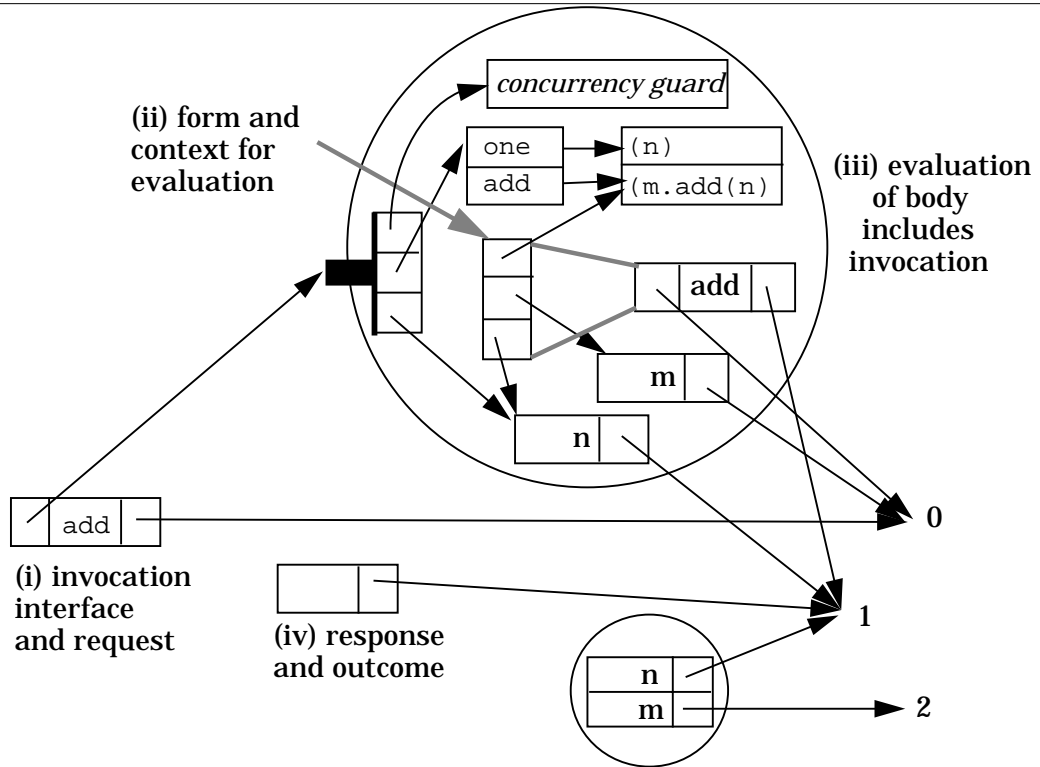 concurrency guard
(ii) form and
context for
evaluation
one
(n)
add
(m.add(n)
(iii) evaluation
of body
includes
invocation
add
m
n
add
0
(i) invocation
interface
and request
1
(iv) response
and outcome
n
m
2